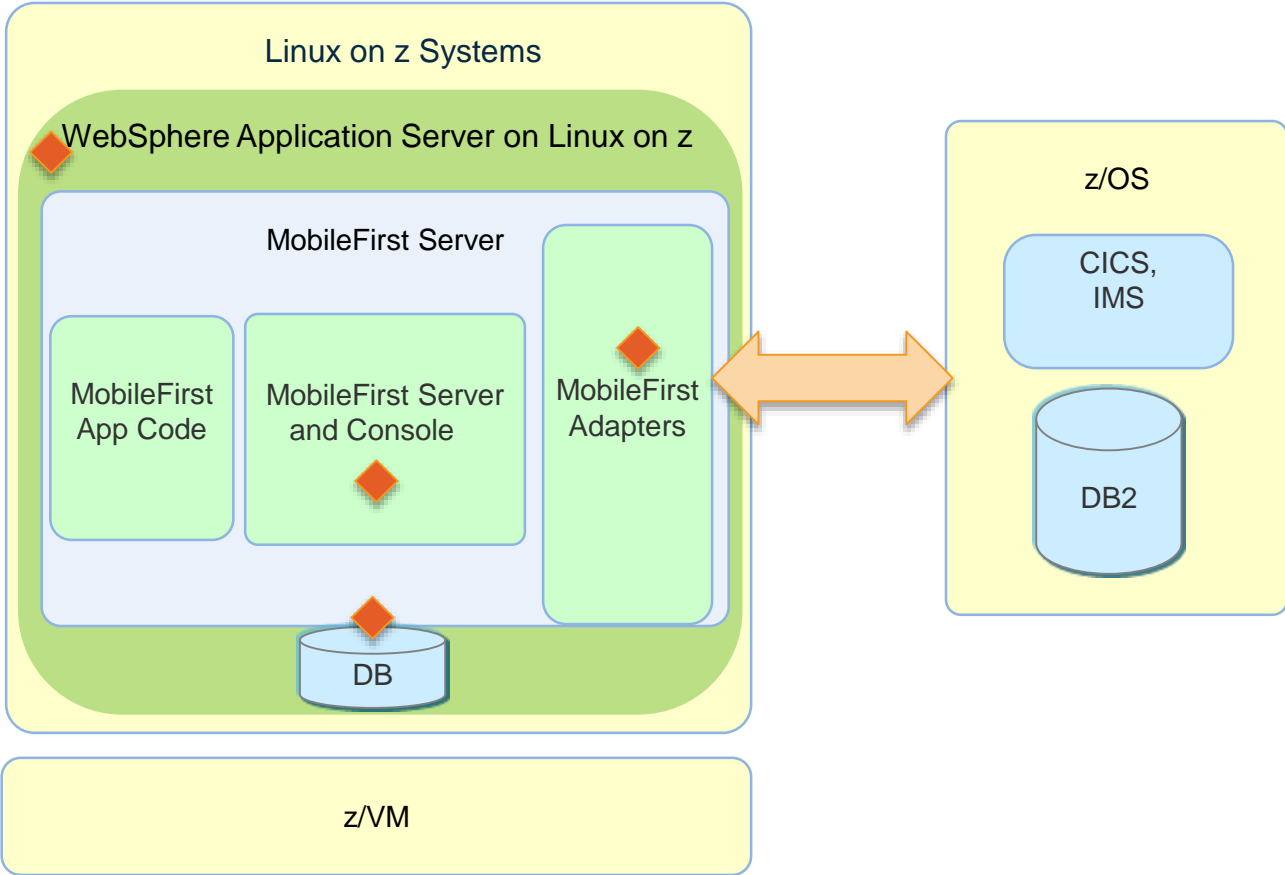 Linux on z Systems
WebSphere Application Server on Linux on z
MobileFirst Server
MobileFirst
App Code
MobileFirst Server
and Console
MobileFirst
Adapters
DB
z/VM
z/OS
CICS,
IMS
DB2